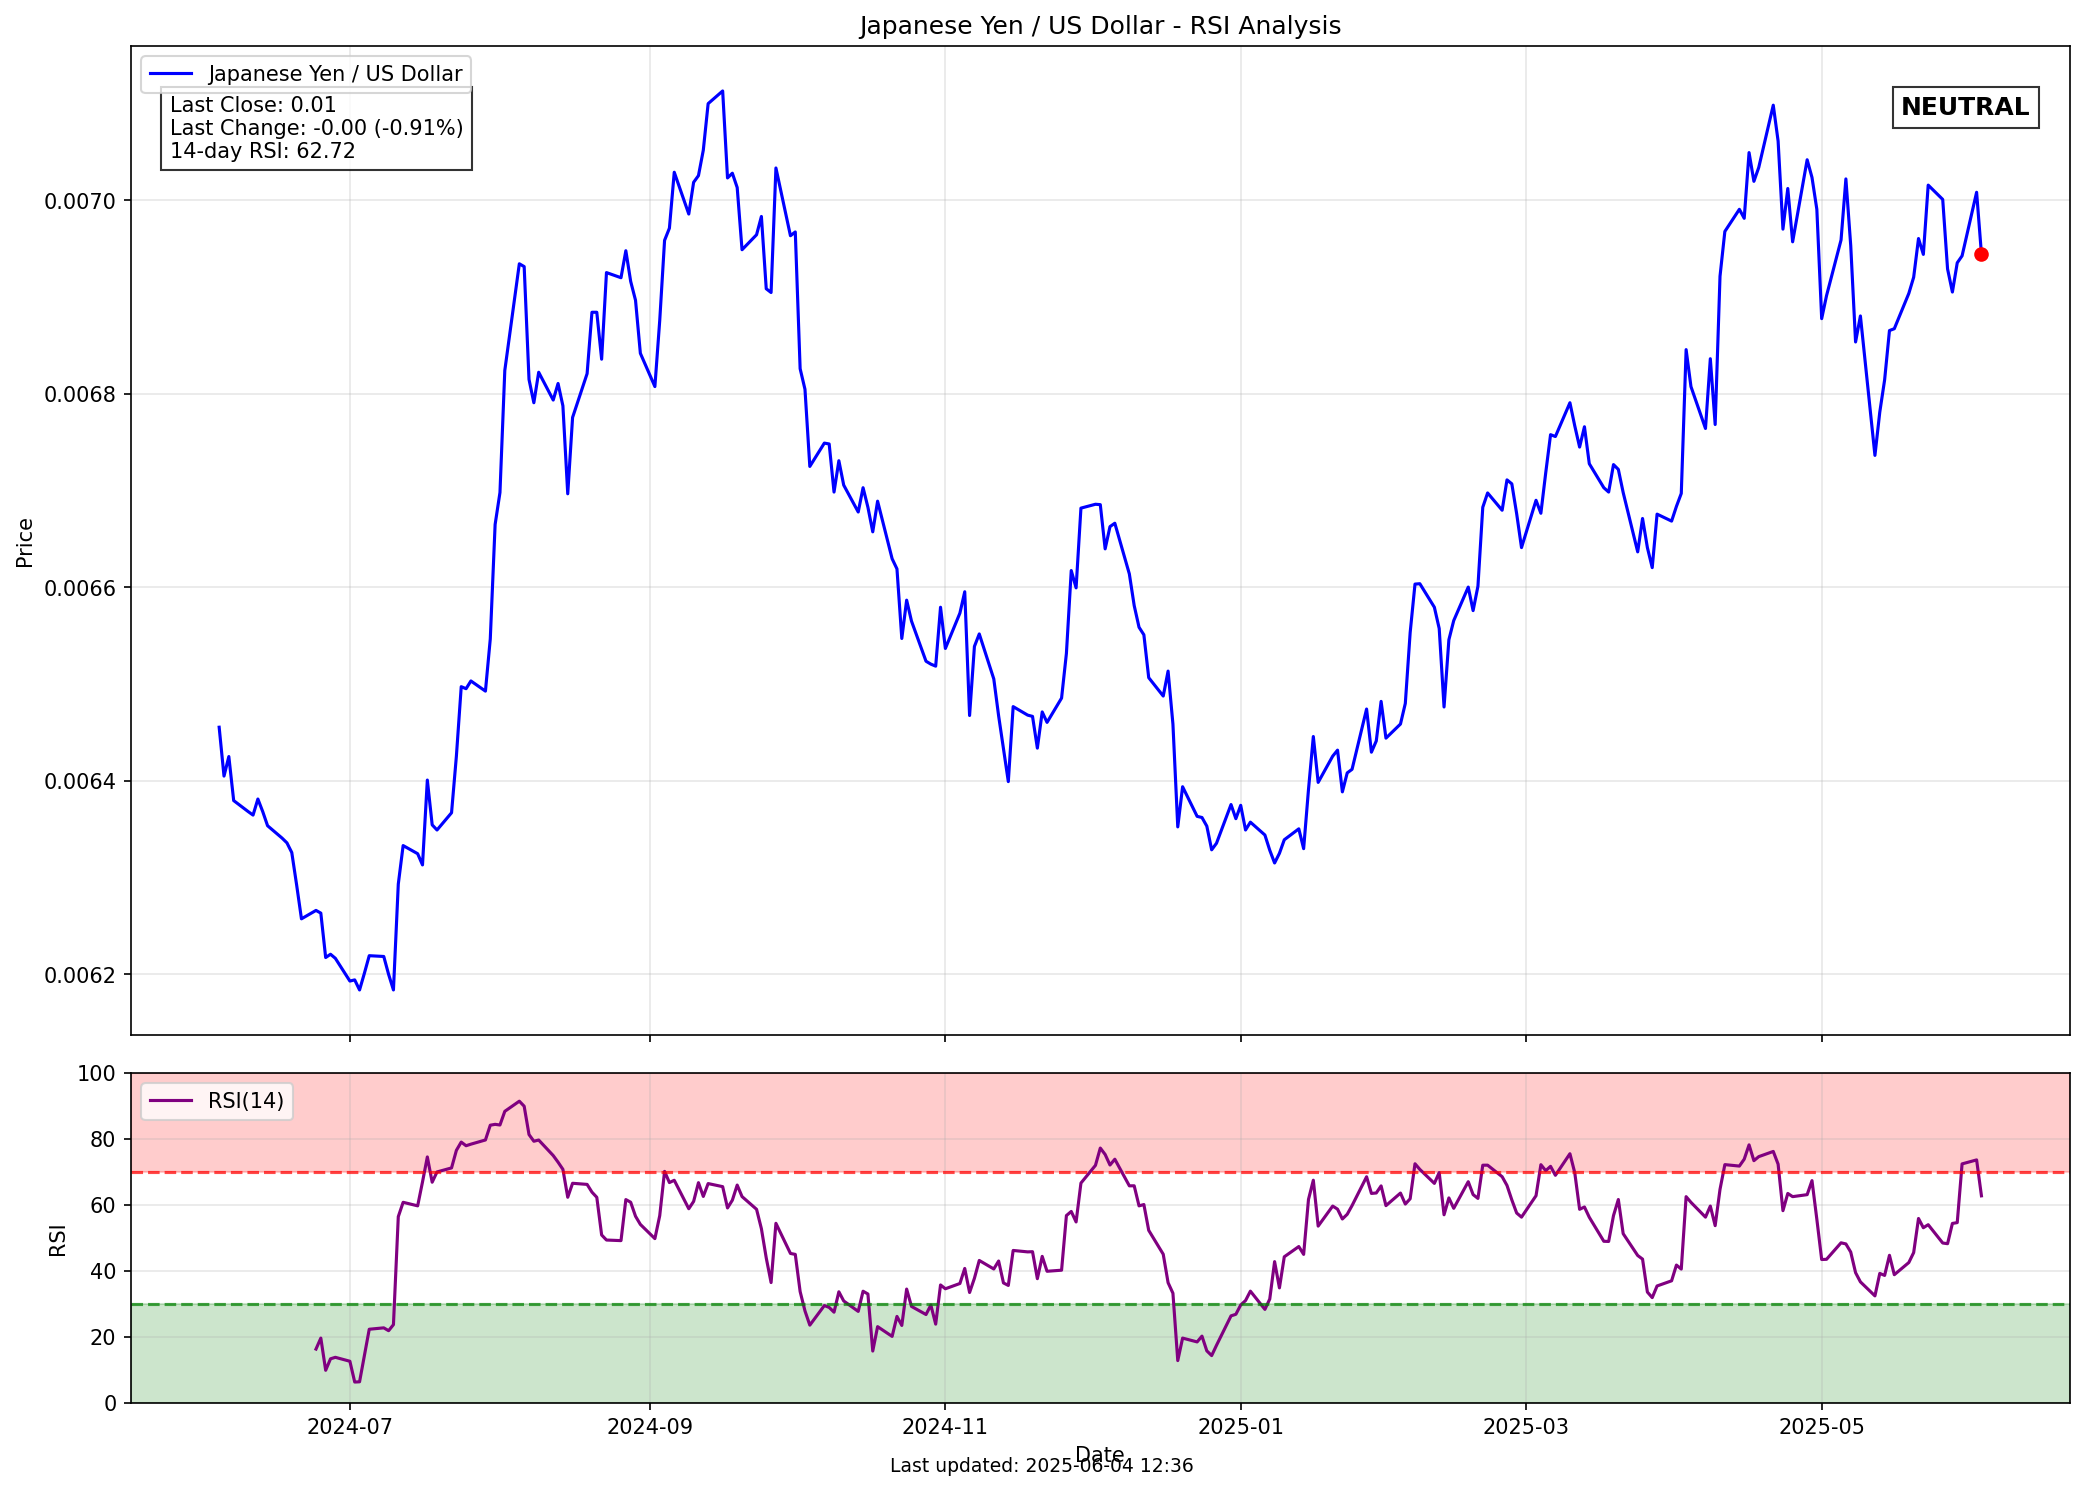 Japanese Yen / US Dollar - RSI Analysis
Japanese Yen / US Dollar
Last Close: 0.01
Last Change: -0.00 (-0.91%)
14-day RSI: 62.72
NEUTRAL
Price
0.0070
0.0068
0.0066
0.0064
0.0062
RSI(14)
RSI
100
80
60
40
20
0
2024-07
2024-09
2024-11
2025-01
2025-03
2025-05
Date
Last updated: 2025-06-04 12:36